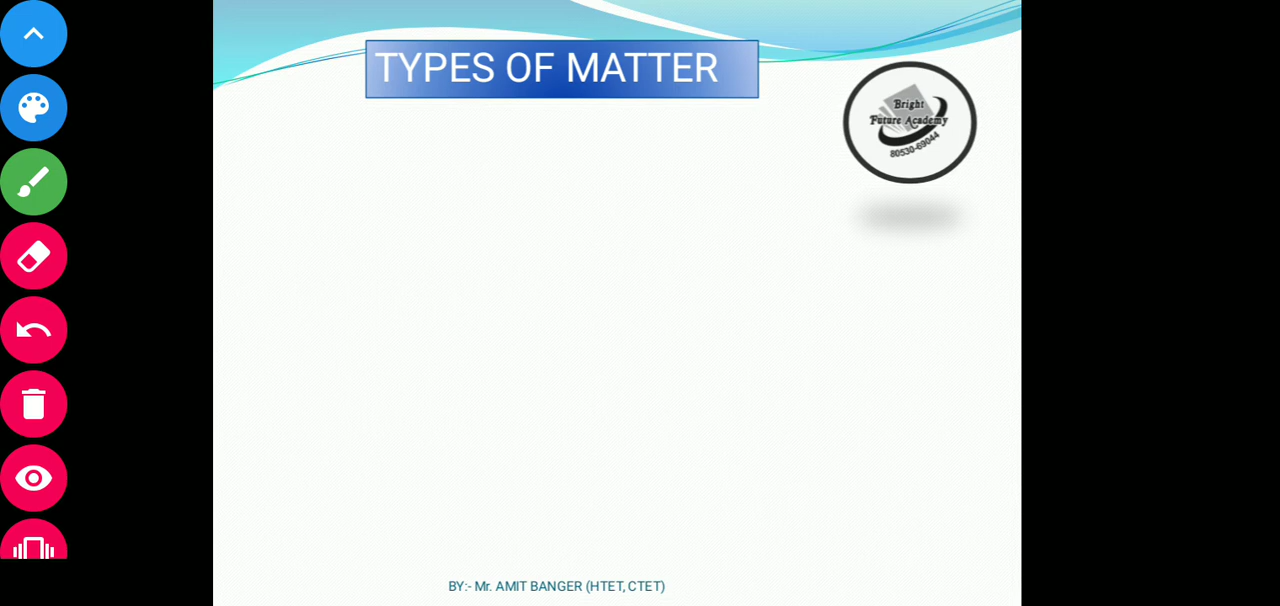 TYPES OF MATTER
Bright
Future Academy
80530-69044
BY:- Mr. AMIT BANGER (HTET, CTET)